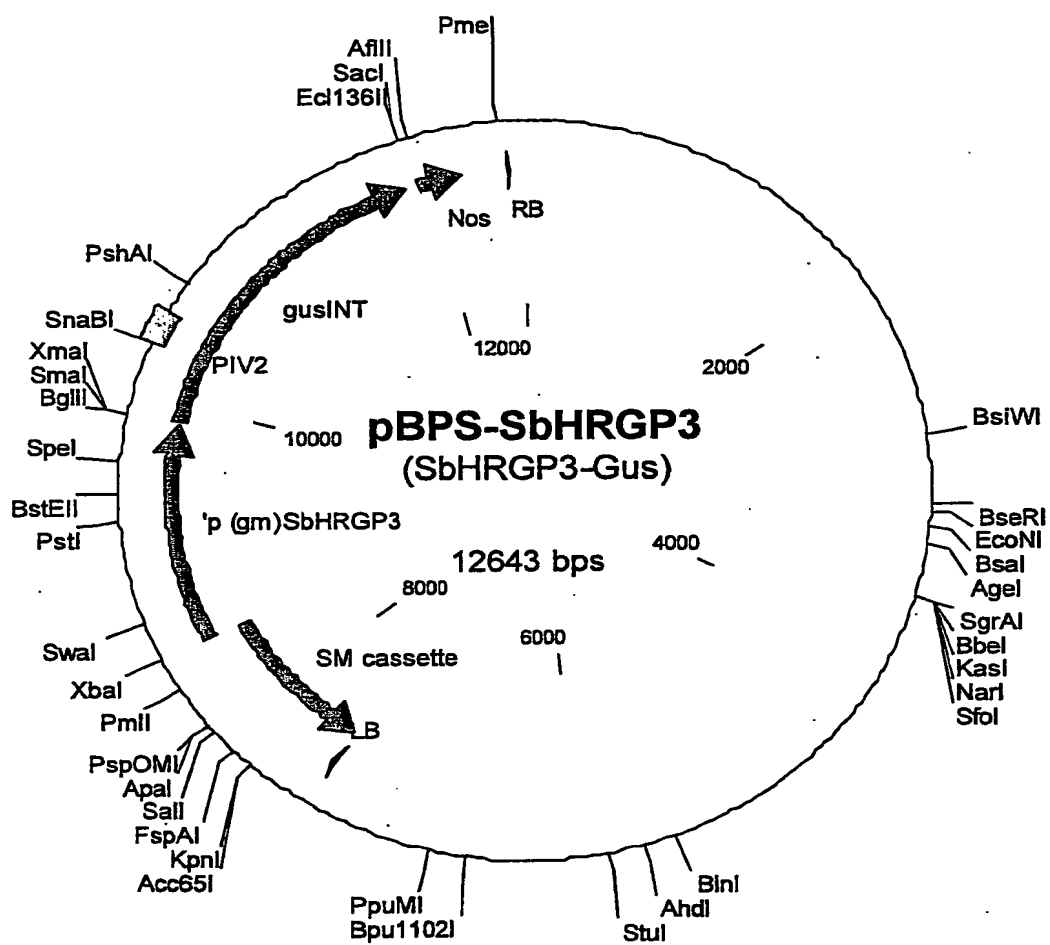 Pme
AflII
SacI
Ecl136II
Nos
RB
PshAI
gusINT
SnaBI
PIV2
12000
2000
XmaI
SmaI
BglII
10000
pBPS-SbHRGP3
(SbHRGP3-Gus)
BsiWI
SpeI
BstEII
PstI
'p (gm)SbHRGP3
12643 bps
4000
BseRI
EcoNI
BsaI
AgeI
8000
6000
SwaI
SM cassette
SgrAI
BbeI
KasI
NarI
SfoI
XbaI
PmlI
LB
PspOMI
ApaI
SalI
FspAI
KpnI
Acc65I
PpuMI
Bpu1102I
BlnI
AhdI
StuI